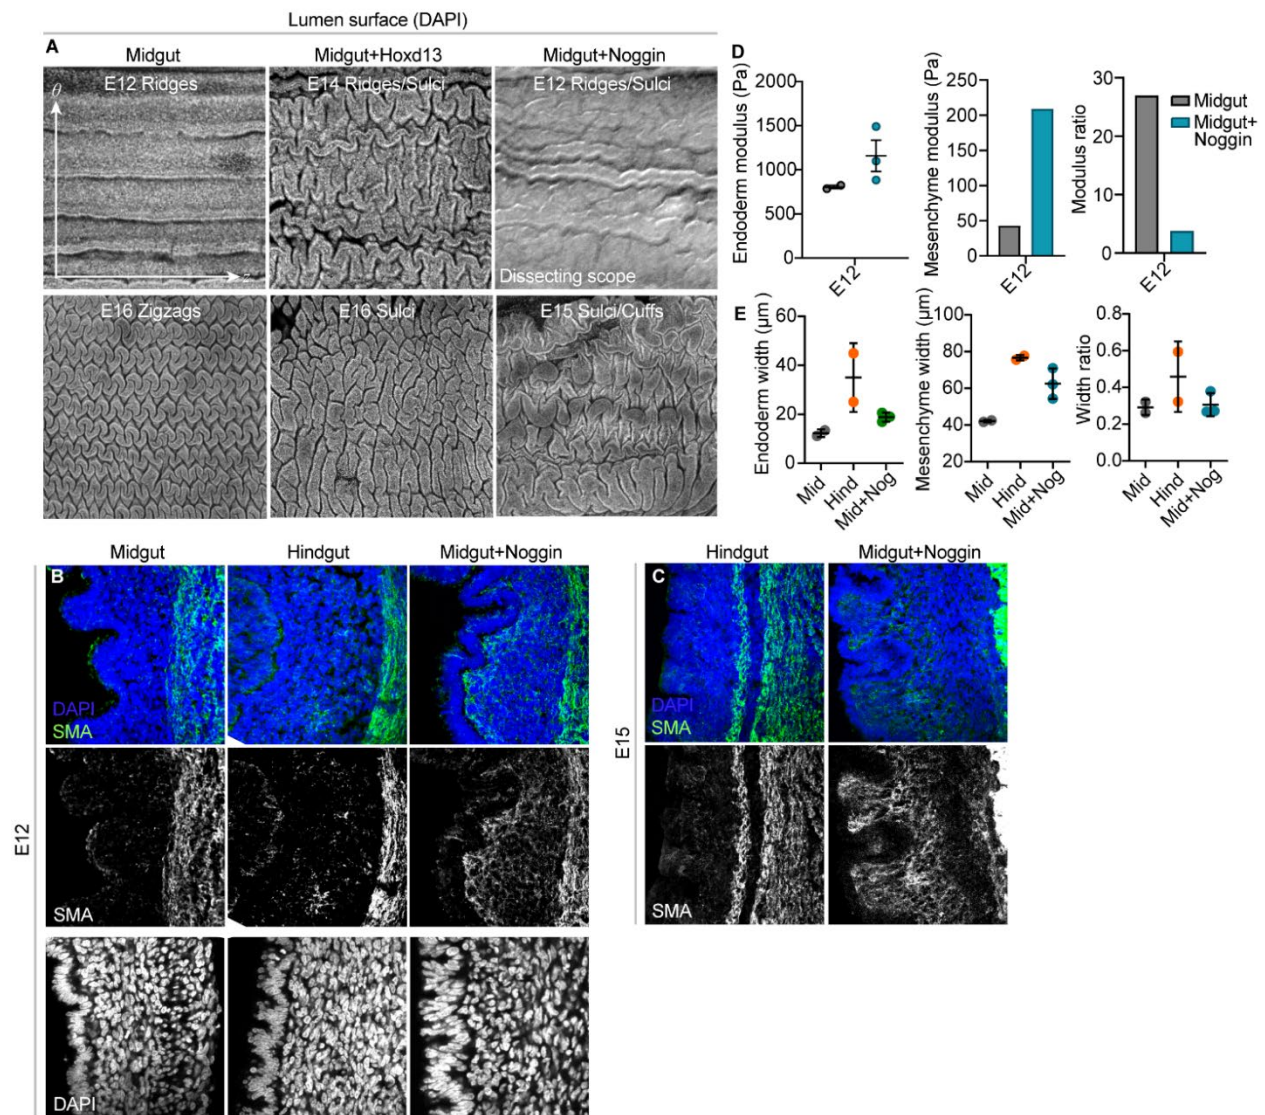 Lumen surface (DAPI)
A
Midgut
Midgut+Hoxd13
Midgut+Noggin
E12 Ridges
E14 Ridges/Sulci
E12 Ridges/Sulci
θ
z
Dissecting scope
E16 Zigzags
E16 Sulci
E15 Sulci/Cuffs
D
Endoderm modulus (Pa)
2000
1500
1000
500
0
E12
Mesenchyme modulus (Pa)
250
200
150
100
50
0
E12
Modulus ratio
30
20
10
0
E12
Midgut
Midgut+
Noggin
E
Endoderm width (μm)
60
40
20
0
Mid
Hind
Mid+Nog
Mesenchyme width (μm)
100
80
60
40
20
Mid
Hind
Mid+Nog
Width ratio
0.8
0.6
0.4
0.2
0.0
Mid
Hind
Mid+Nog
Midgut
Hindgut
Midgut+Noggin
B
DAPI
SMA
SMA
DAPI
E12
Hindgut
Midgut+Noggin
C
DAPI
SMA
SMA
E15